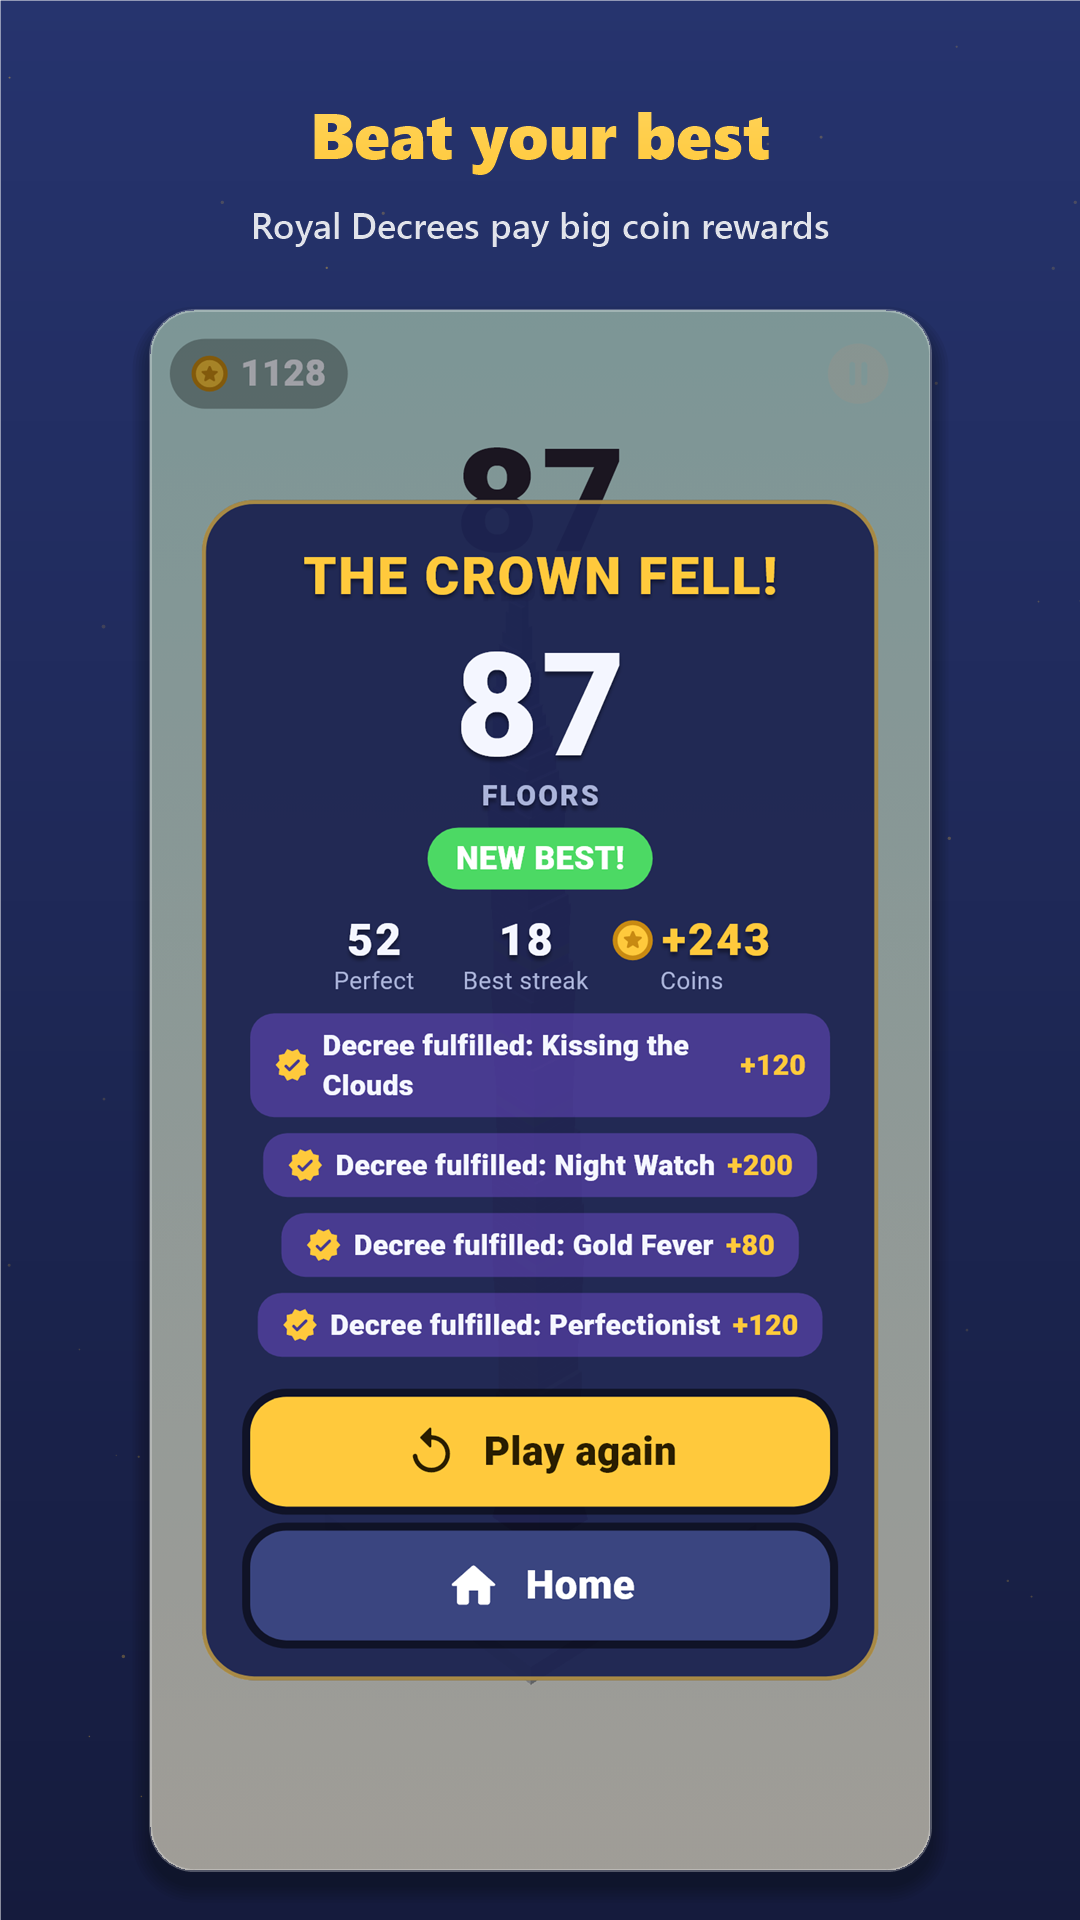 Beat your best
Royal Decrees pay big coin rewards
1128
87
THE CROWN FELL!
87
FLOORS
NEW BEST!
52 18 +243
Perfect Best streak Coins
Decree fulfilled: Kissing the
Clouds +120
Decree fulfilled: Night Watch +200
Decree fulfilled: Gold Fever +80
Decree fulfilled: Perfectionist +120
Play again
Home